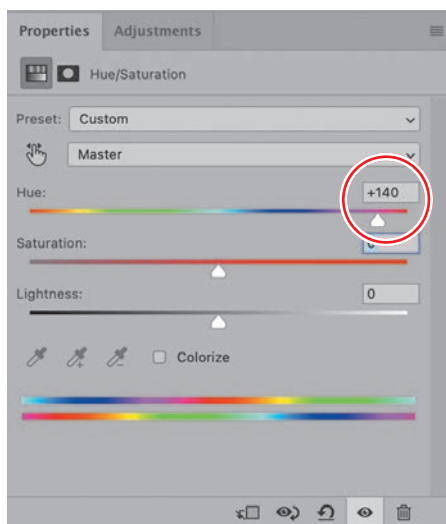 Properties Adjustments
Hue/Saturation
Preset: Custom
Master
Hue: +140
Saturation:
Lightness: 0
Colorize